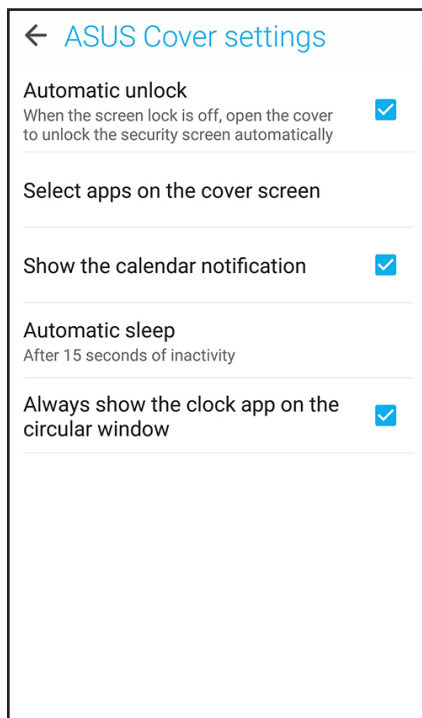 ASUS Cover settings
Automatic unlock
When the screen lock is off, open the cover
to unlock the security screen automatically
Select apps on the cover screen
Show the calendar notification
Automatic sleep
After 15 seconds of inactivity
Always show the clock app on the
circular window